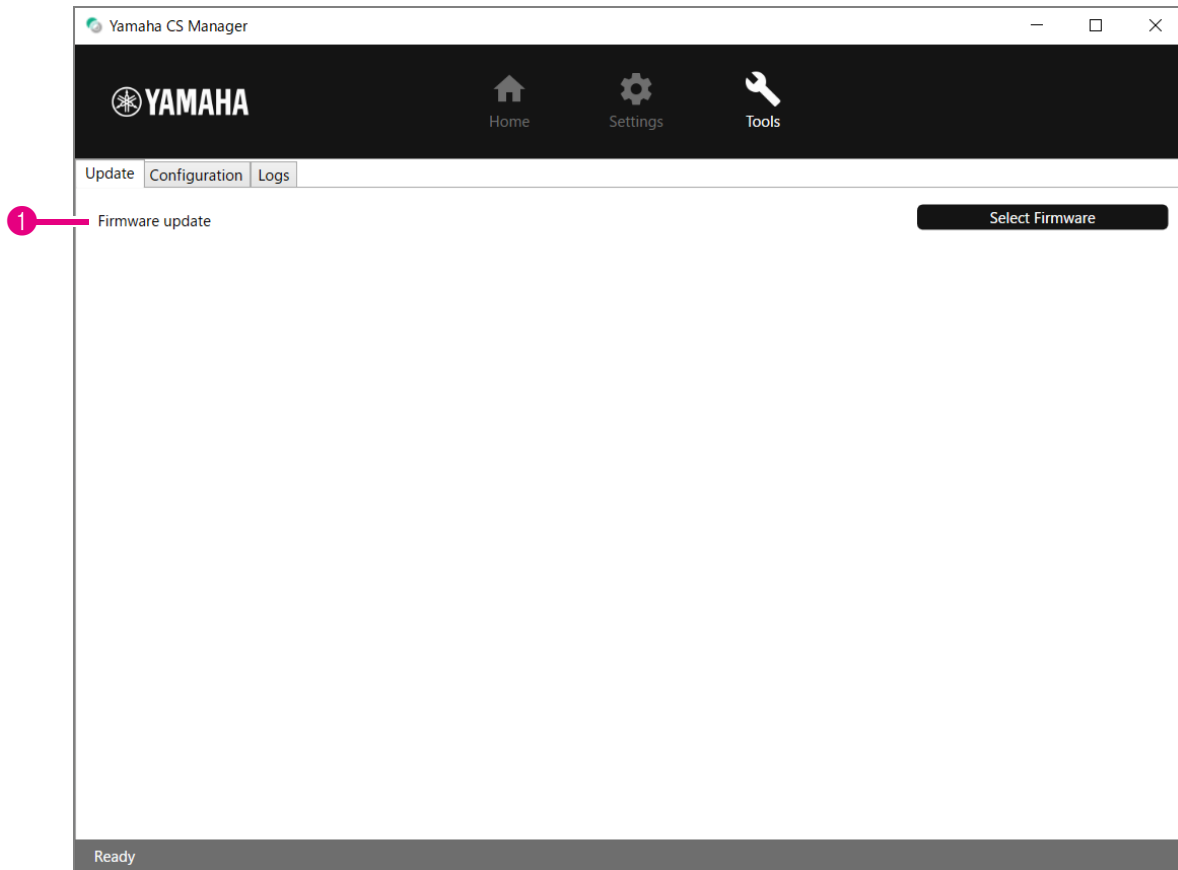 Yamaha CS Manager
YAMAHA
Home Settings Tools
Update Configuration Logs
1 Firmware update Select Firmware
Ready